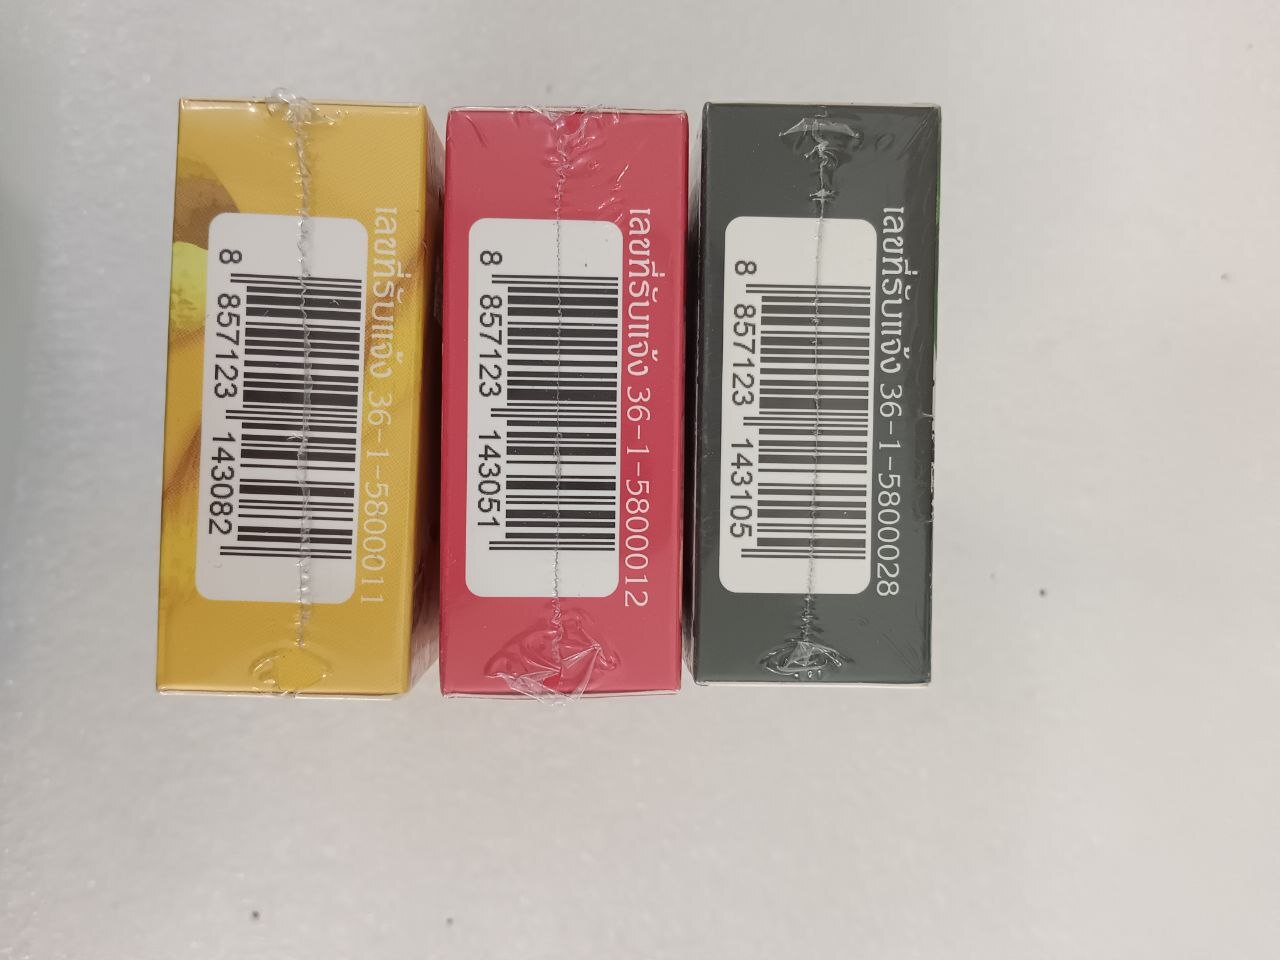 เลขที่รับแจ้ง 36-1-5800011
8 857123 143082
เลขที่รับแจ้ง 36-1-5800012
8 857123 143051
เลขที่รับแจ้ง 36-1-5800028
8 857123 143105